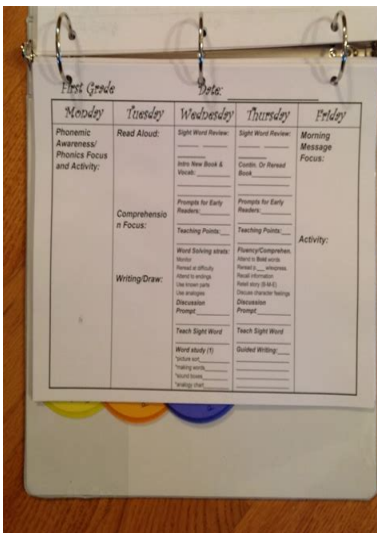 First Grade Date:
Monday Tuesday Wednesday Thursday Friday
Phonemic
Awareness/
Phonics Focus
and Activity:
Read Aloud:
Comprehensio
n Focus:
Writing/Draw:
Sight Word Review:
Intro New Book &
Vocab:
Prompts for Early
Readers:
Teaching Points:
Word Solving strats:
Monitor
Reread at difficulty
Attend to endings
Use known parts
Use analogies
Discussion
Prompt:
Teach Sight Word
Word study (1)
*picture sort
*making words
*sound boxes
*analogy chart
Sight Word Review:
Contin. Or Reread
Book
Prompts for Early
Readers:
Teaching Points:
Fluency/Comprehen.
Attend to Bold words
Reread p. w/express.
Recall information
Retell story (B-M-E)
Discuss character feelings
Discussion
Prompt:
Teach Sight Word
Guided Writing:
Morning
Message
Focus:
Activity: